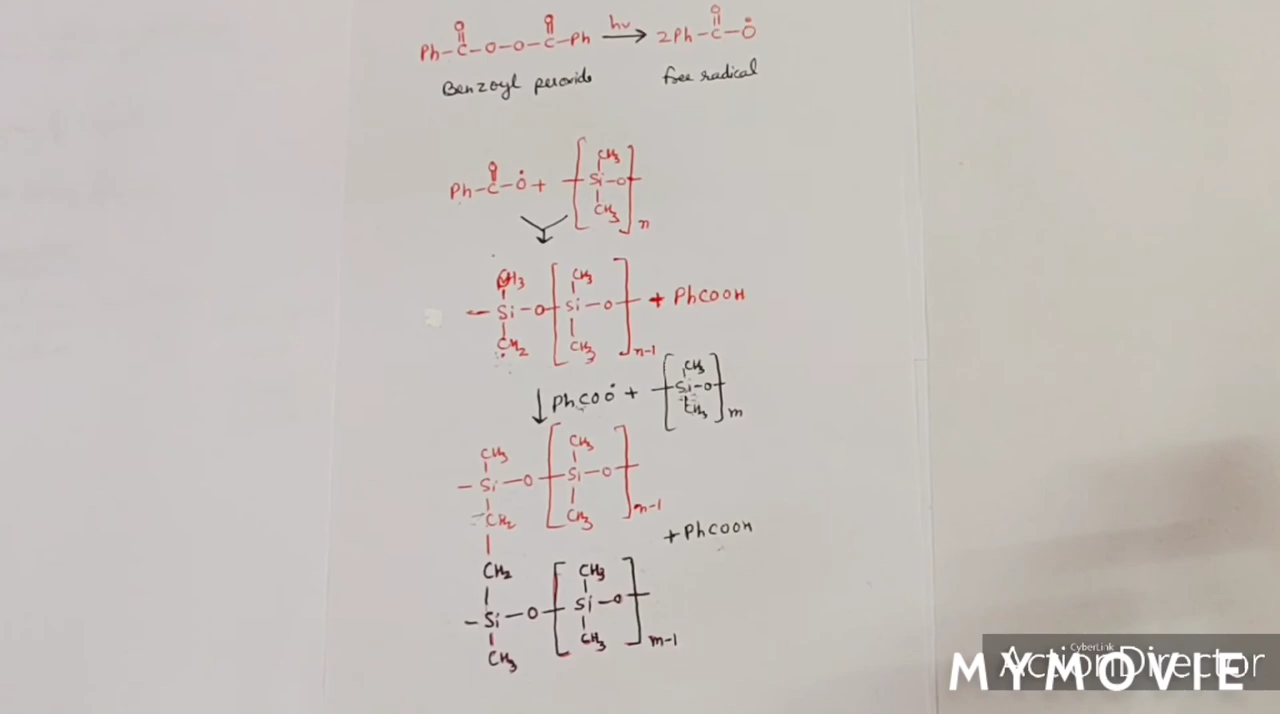 O O O
Ph-C-O-O-C-Ph hν → 2Ph-C-Ȯ
Benzoyl peroxide free radical
O CH3
Ph-C-Ȯ + [-Si-O-]n
CH3
CH3 CH3
-Si-O-[-Si-O-]n-1 + PhCOOH
CH2 CH3
↓ PhCOȮ + [-Si-O-]m
CH3
CH3
CH3 CH3
-Si-O-[-Si-O-]n-1
CH2 CH3
+ PhCOOH
CH2 CH3
-Si-O-[-Si-O-]m-1
CH3 CH3
CyberLink
ActionDirector
MYMOVIE